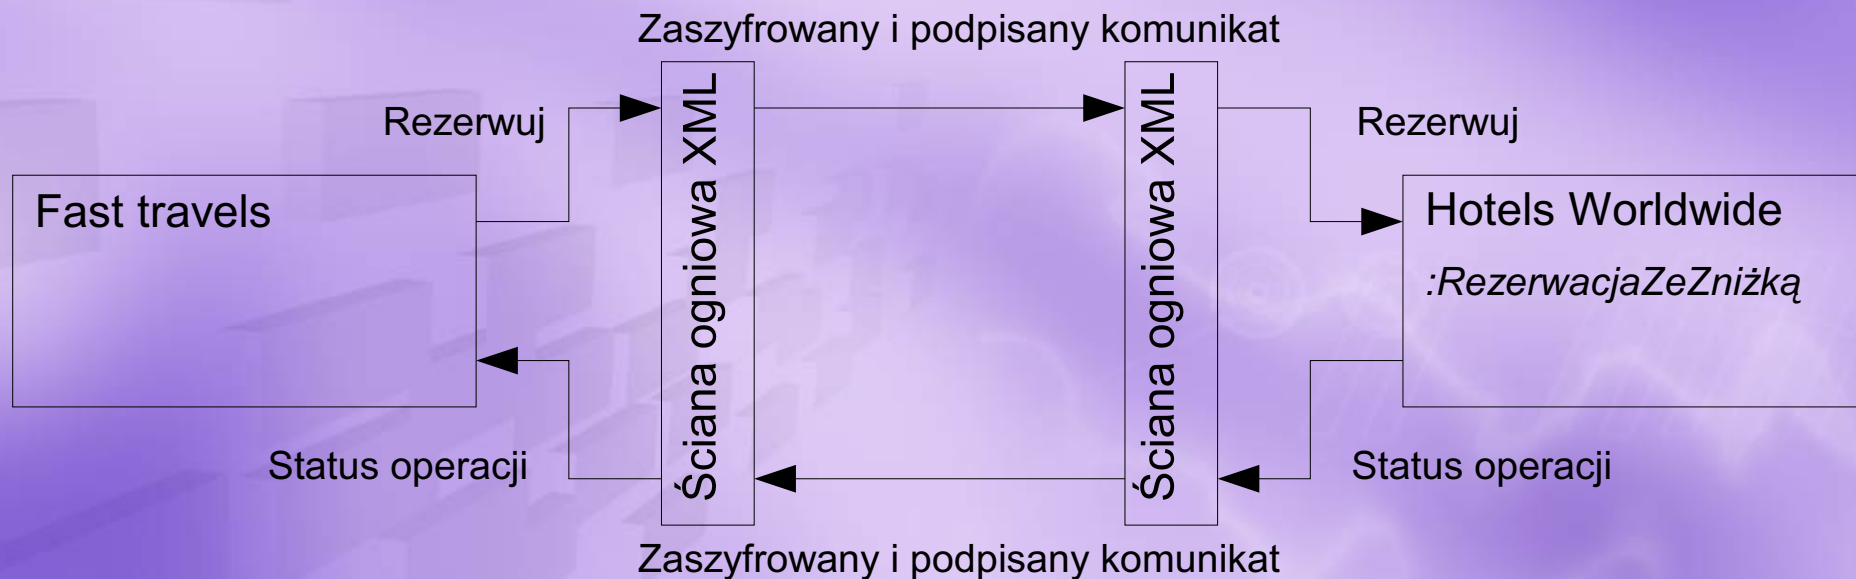 Zaszyfrowany i podpisany komunikat
Rezerwuj
Rezerwuj
Fast travels
Ściana ogniowa XML
Ściana ogniowa XML
Hotels Worldwide
:RezerwacjaZeZniżką
Status operacji
Status operacji
Zaszyfrowany i podpisany komunikat